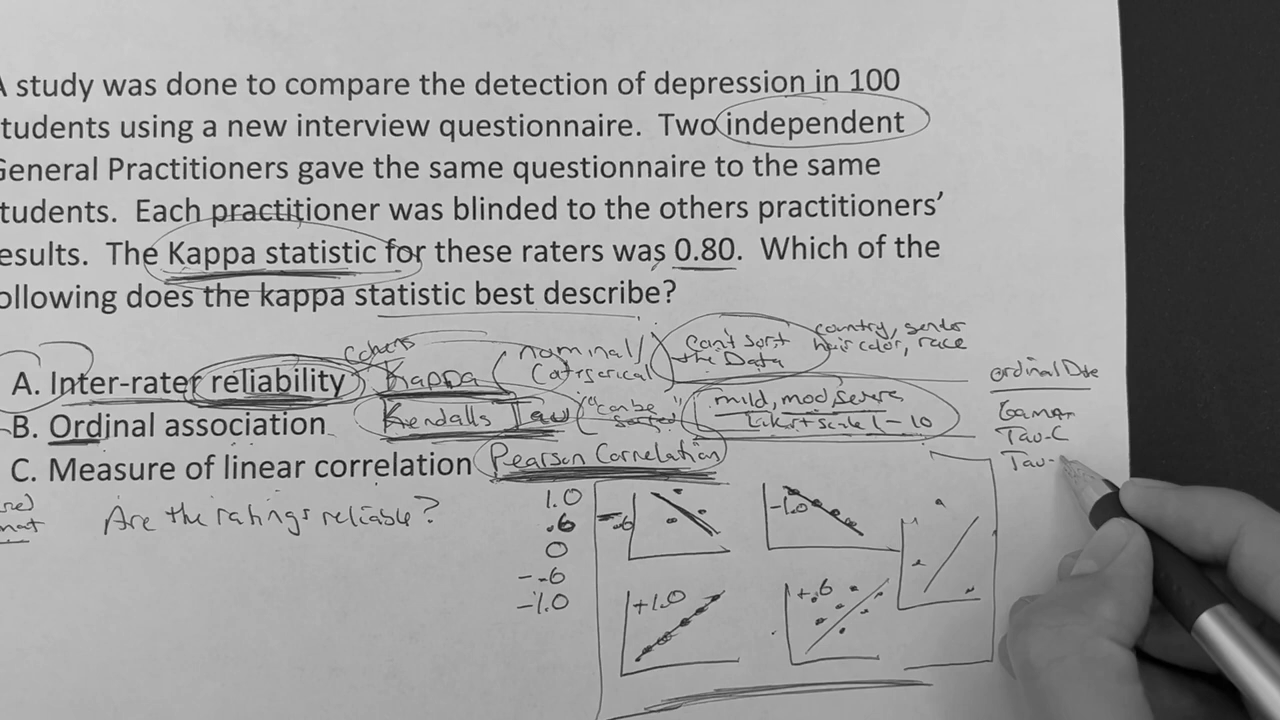 A study was done to compare the detection of depression in 100
tudents using a new interview questionnaire. Two independent
General Practitioners gave the same questionnaire to the same
tudents. Each practitioner was blinded to the others practitioners’
esults. The Kappa statistic for these raters was 0.80. Which of the
ollowing does the kappa statistic best describe?
Cohens
nominal/
Categorical
Can't sort
the Data
country, gender
hair color, race
A. Inter-rater reliability
Kappa
ordinal Date
B. Ordinal association
Kendalls Tau
"can be
sorted"
mild, mod, severe
Likert scale 1-10
Gamma
Tau-C
Tau-
C. Measure of linear correlation
Pearson Correlation
Are the ratings reliable?
1.0
.6
0
-.6
-1.0
-.6
-1.0
+1.0
+.6